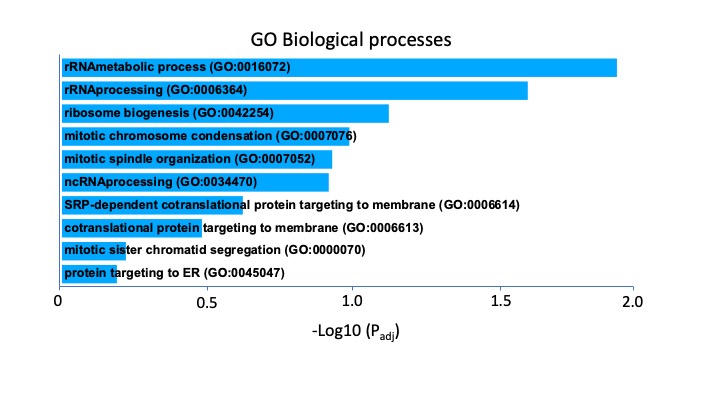 GO Biological processes
rRNAmetabolic process (GO:0016072)
rRNAprocessing (GO:0006364)
ribosome biogenesis (GO:0042254)
mitotic chromosome condensation (GO:0007076)
mitotic spindle organization (GO:0007052)
ncRNAprocessing (GO:0034470)
SRP-dependent cotranslational protein targeting to membrane (GO:0006614)
cotranslational protein targeting to membrane (GO:0006613)
mitotic sister chromatid segregation (GO:0000070)
protein targeting to ER (GO:0045047)
0 0.5 1.0 1.5 2.0
-Log10 (Padj)